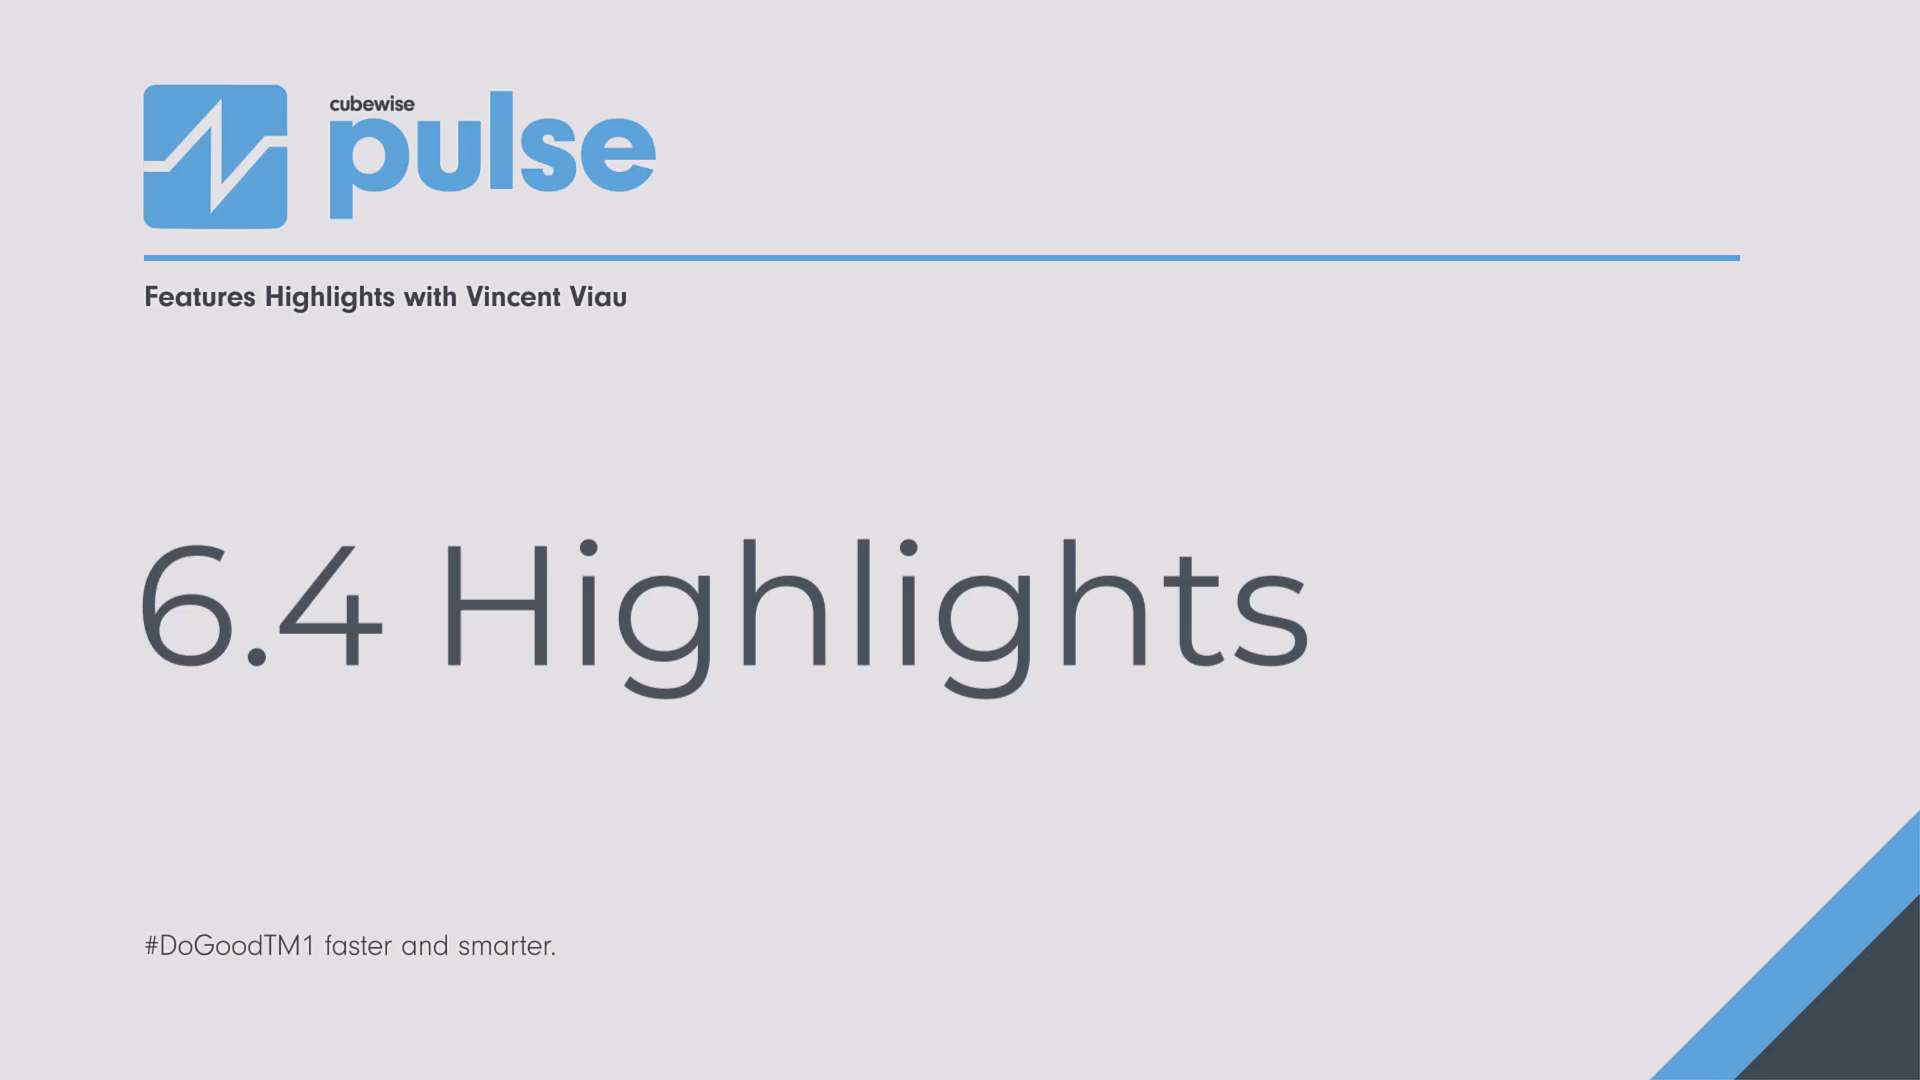 cubewise
pulse
Features Highlights with Vincent Viau
6.4 Highlights
#DoGoodTM1 faster and smarter.